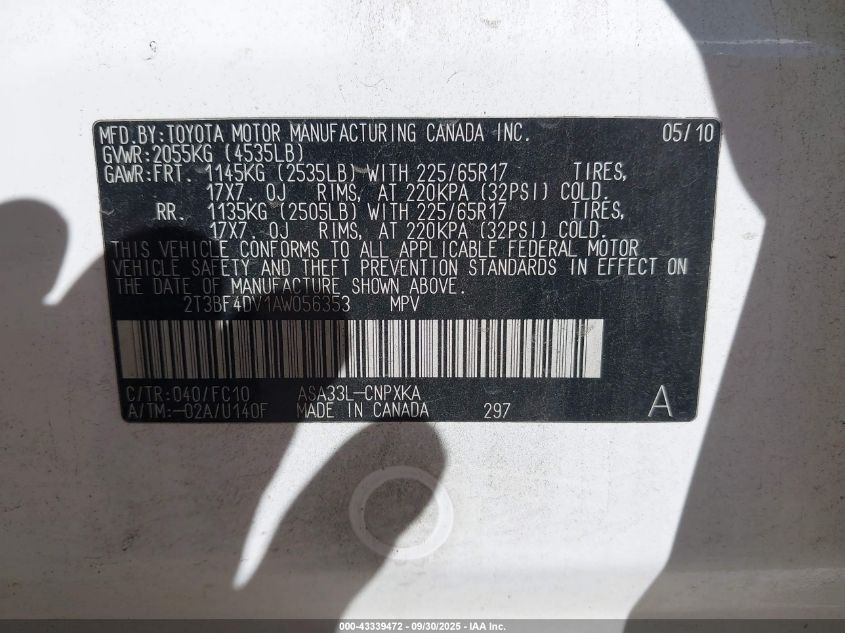 MFD.BY:TOYOTA MOTOR MANUFACTURING CANADA INC. 05/10
GVWR:2055KG (4535LB)
GAWR:FRT. 1145KG (2535LB) WITH 225/65R17 TIRES,
17X7.0J RIMS, AT 220KPA (32PSI) COLD.
RR. 1135KG (2505LB) WITH 225/65R17 TIRES,
17X7.0J RIMS, AT 220KPA (32PSI) COLD.
THIS VEHICLE CONFORMS TO ALL APPLICABLE FEDERAL MOTOR
VEHICLE SAFETY AND THEFT PREVENTION STANDARDS IN EFFECT ON
THE DATE OF MANUFACTURE SHOWN ABOVE.
2T3BF4DV1AW056353 MPV
C/TR:040/FC10 ASA33L-CNPXKA
A/TM:-02A/U140F MADE IN CANADA 297 A
000-43339472 - 09/30/2025 - IAA Inc.